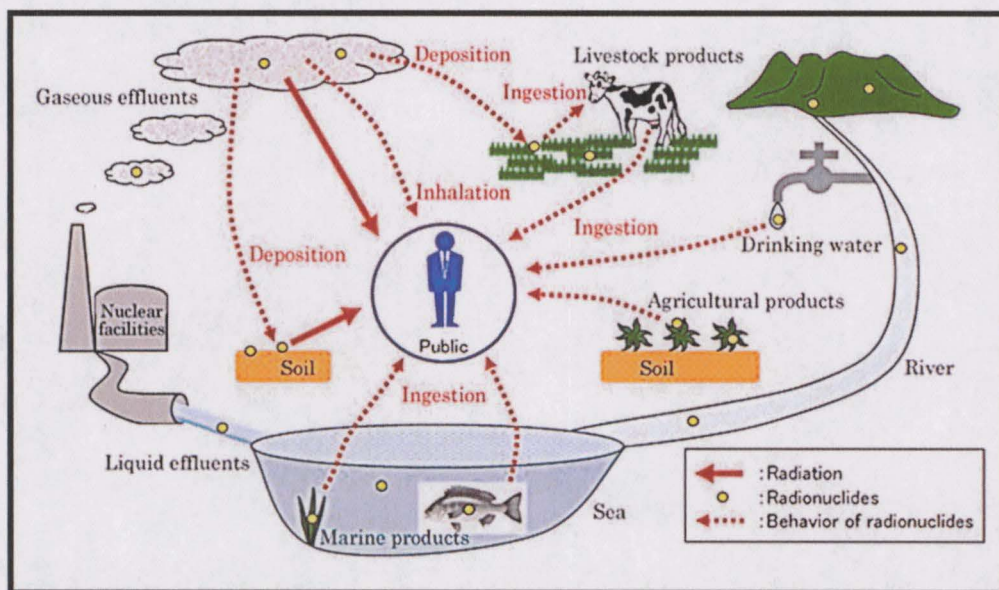 Deposition
Livestock products
Gaseous effluents
Ingestion
Inhalation
Ingestion
Drinking water
Deposition
Agricultural products
Nuclear
facilities
Public
Soil
Soil
River
Ingestion
Liquid effluents
Sea
Marine products
:Radiation
:Radionuclides
:Behavior of radionuclides